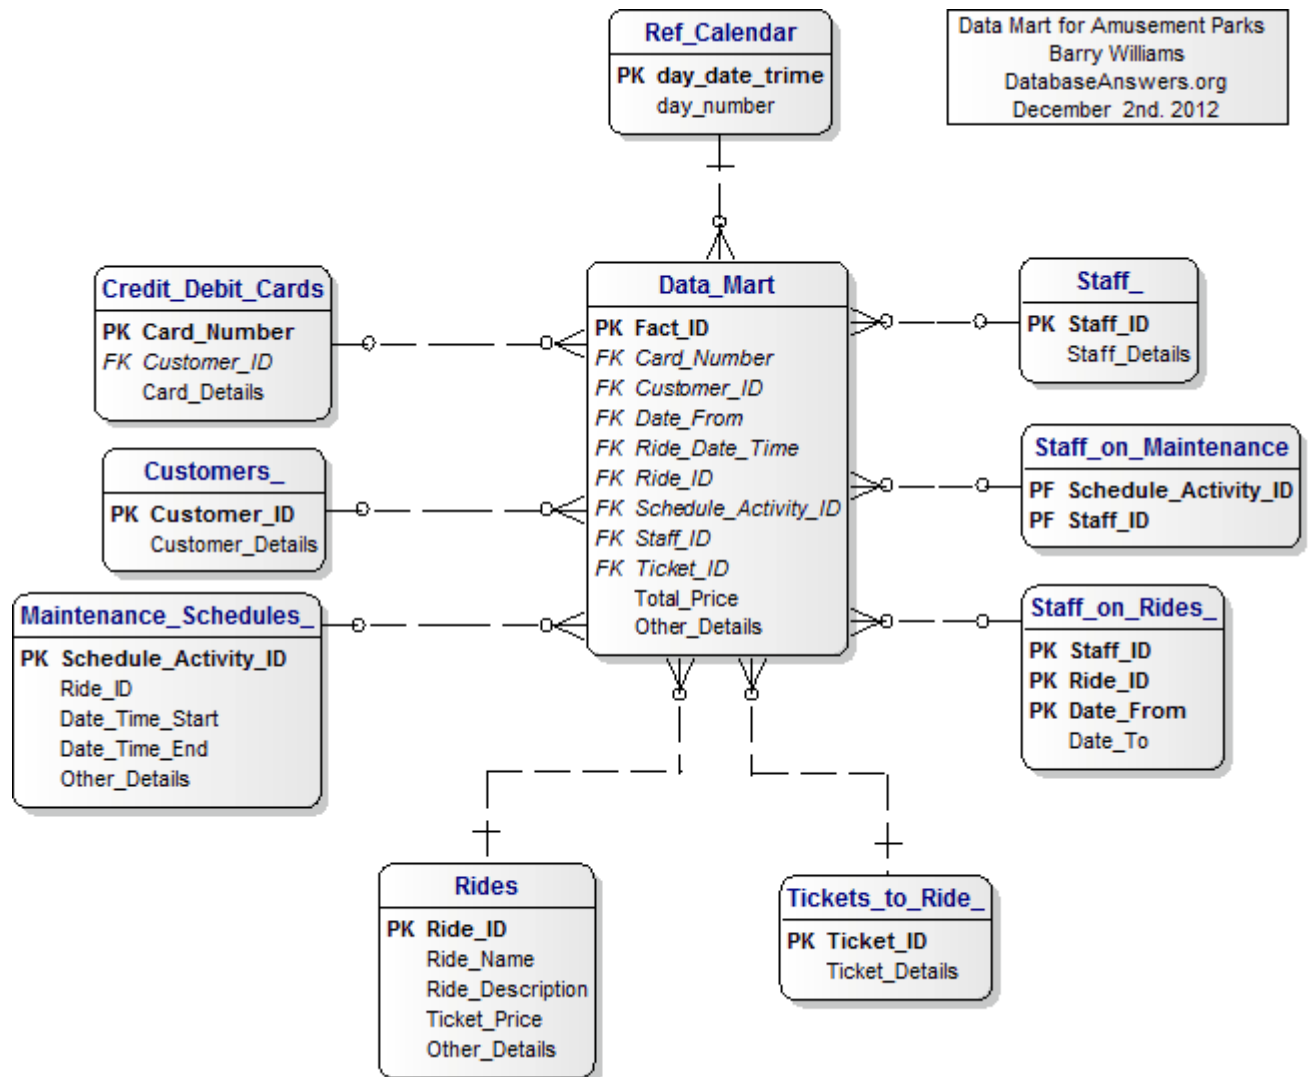 Ref_Calendar
PK day_date_trime
day_number
Data Mart for Amusement Parks
Barry Williams
DatabaseAnswers.org
December 2nd. 2012
Credit_Debit_Cards
PK Card_Number
FK Customer_ID
Card_Details
Customers_
PK Customer_ID
Customer_Details
Maintenance_Schedules_
PK Schedule_Activity_ID
Ride_ID
Date_Time_Start
Date_Time_End
Other_Details
Data_Mart
PK Fact_ID
FK Card_Number
FK Customer_ID
FK Date_From
FK Ride_Date_Time
FK Ride_ID
FK Schedule_Activity_ID
FK Staff_ID
FK Ticket_ID
Total_Price
Other_Details
Staff_
PK Staff_ID
Staff_Details
Staff_on_Maintenance
PF Schedule_Activity_ID
PF Staff_ID
Staff_on_Rides_
PK Staff_ID
PK Ride_ID
PK Date_From
Date_To
Rides
PK Ride_ID
Ride_Name
Ride_Description
Ticket_Price
Other_Details
Tickets_to_Ride_
PK Ticket_ID
Ticket_Details